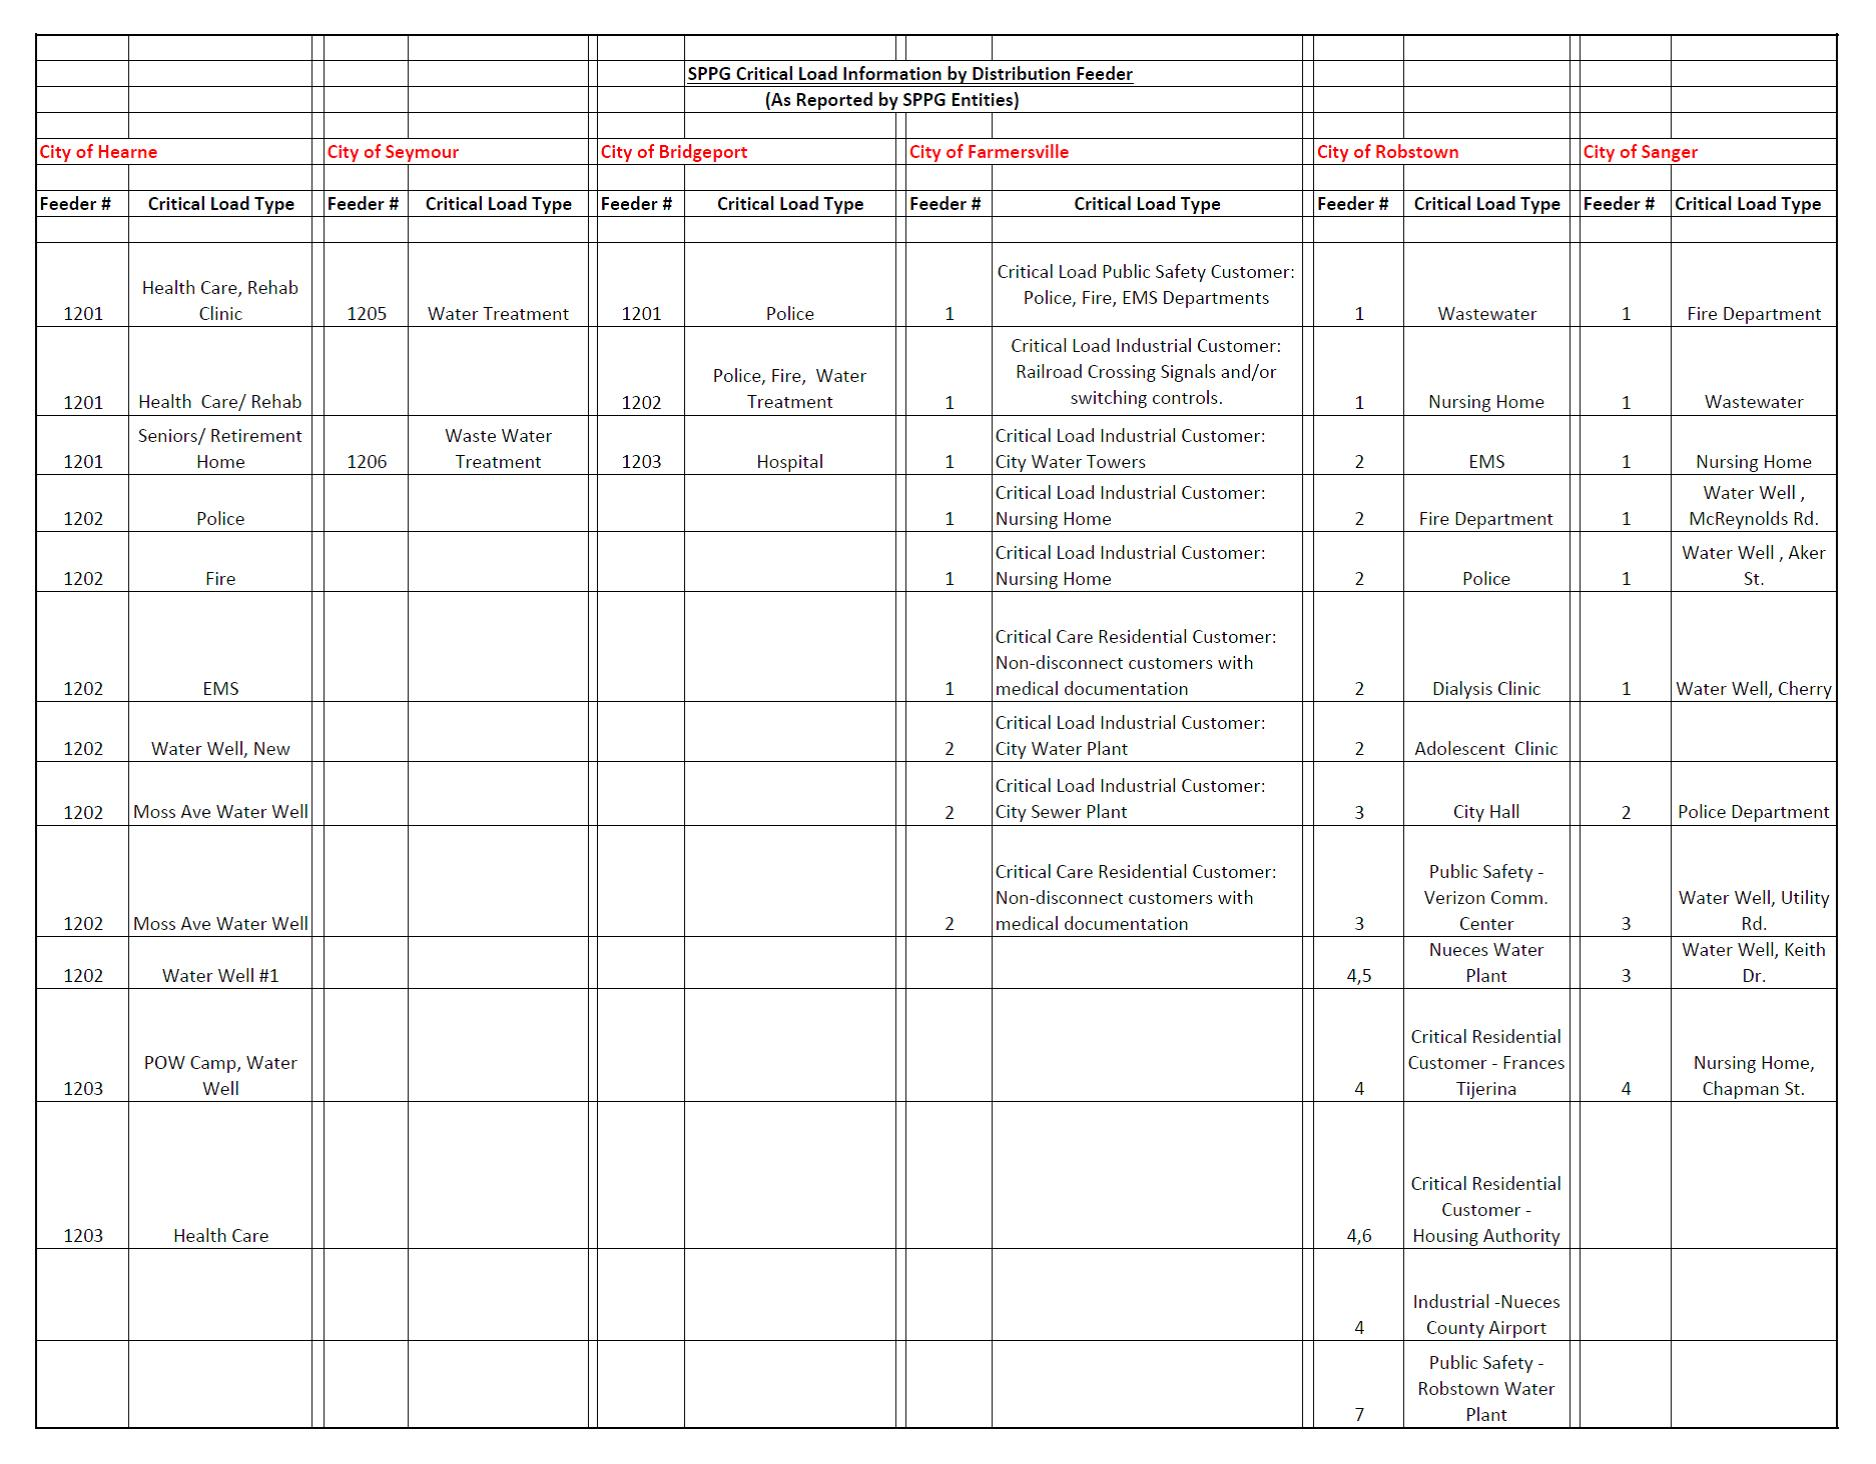 SPPG Critical Load Information by Distribution Feeder
(As Reported by SPPG Entities)
City of Hearne City of Seymour City of Bridgeport City of Farmersville City of Robstown City of Sanger
Feeder # Critical Load Type Feeder # Critical Load Type Feeder # Critical Load Type Feeder # Critical Load Type Feeder # Critical Load Type Feeder # Critical Load Type
Critical Load Public Safety Customer:
Health Care, Rehab Police, Fire, EMS Departments
1201 Clinic 1205 Water Treatment 1201 Police 1 1 Wastewater 1 Fire Department
Critical Load Industrial Customer:
Police, Fire, Water Railroad Crossing Signals and/or
1201 Health Care/ Rehab 1202 Treatment 1 switching controls. 1 Nursing Home 1 Wastewater
Seniors/ Retirement Waste Water Critical Load Industrial Customer:
1201 Home 1206 Treatment 1203 Hospital 1 City Water Towers 2 EMS 1 Nursing Home
Critical Load Industrial Customer: Water Well ,
1202 Police 1 Nursing Home 2 Fire Department 1 McReynolds Rd.
Critical Load Industrial Customer: Water Well , Aker
1202 Fire 1 Nursing Home 2 Police 1 St.
Critical Care Residential Customer:
Non-disconnect customers with
1202 EMS 1 medical documentation 2 Dialysis Clinic 1 Water Well, Cherry
Critical Load Industrial Customer:
1202 Water Well, New 2 City Water Plant 2 Adolescent Clinic
Critical Load Industrial Customer:
1202 Moss Ave Water Well 2 City Sewer Plant 3 City Hall 2 Police Department
Critical Care Residential Customer: Public Safety -
Non-disconnect customers with Verizon Comm. Water Well, Utility
1202 Moss Ave Water Well 2 medical documentation 3 Center 3 Rd.
Nueces Water Water Well, Keith
1202 Water Well #1 4,5 Plant 3 Dr.
Critical Residential
POW Camp, Water Customer - Frances Nursing Home,
1203 Well 4 Tijerina 4 Chapman St.
Critical Residential
Customer -
1203 Health Care 4,6 Housing Authority
Industrial -Nueces
4 County Airport
Public Safety -
Robstown Water
7 Plant